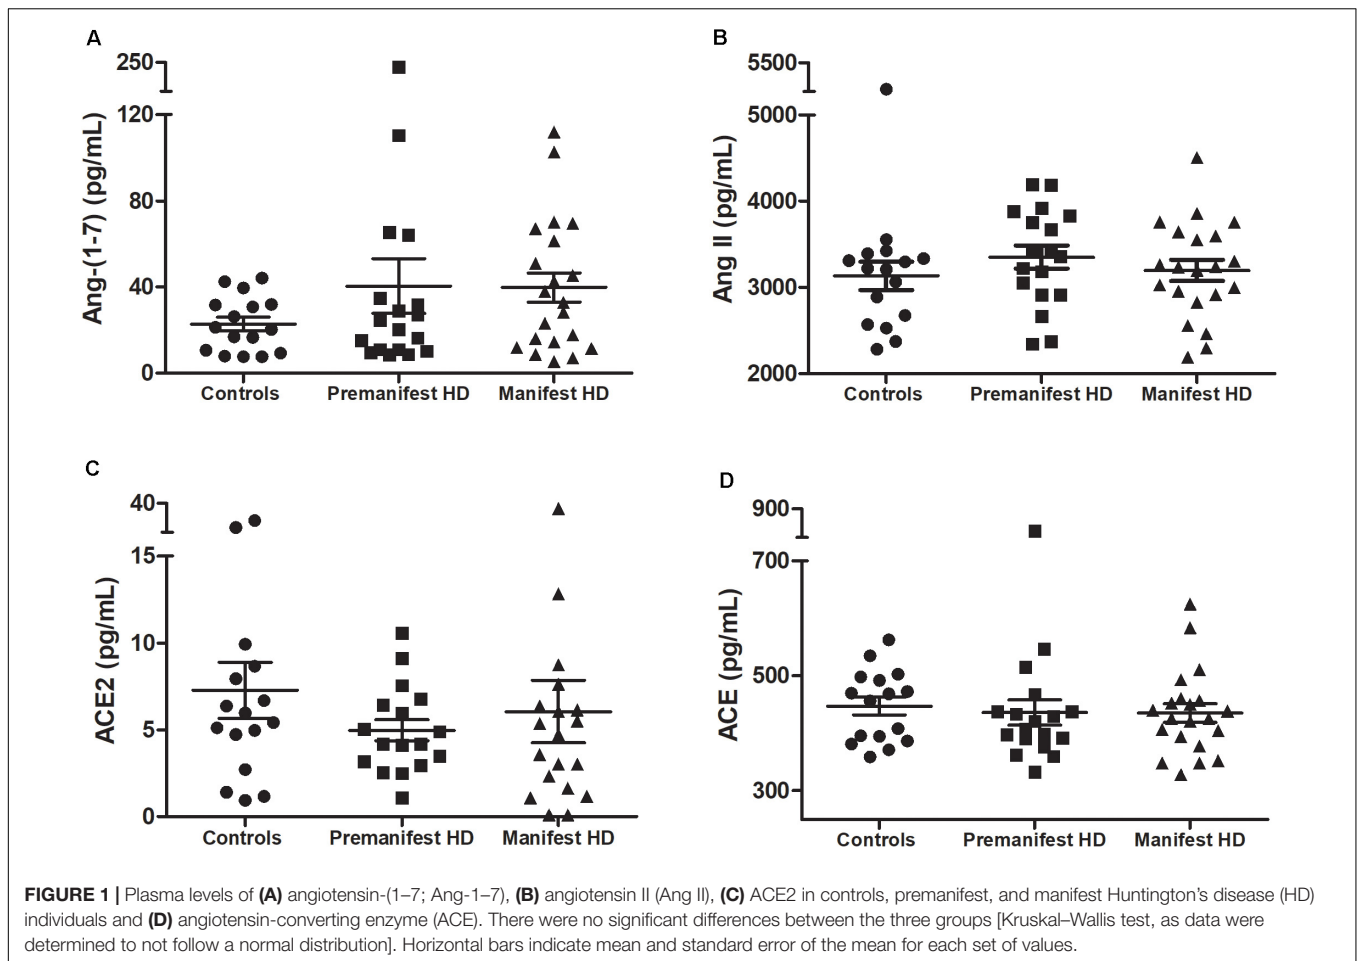 A
250
120
80
40
0
Ang-(1-7) (pg/mL)
Controls
Premanifest HD
Manifest HD
B
5500
5000
4000
3000
2000
Ang II (pg/mL)
Controls
Premanifest HD
Manifest HD
C
40
15
10
5
0
ACE2 (pg/mL)
Controls
Premanifest HD
Manifest HD
D
900
700
500
300
ACE (pg/mL)
Controls
Premanifest HD
Manifest HD
FIGURE 1 | Plasma levels of (A) angiotensin-(1–7; Ang-1–7), (B) angiotensin II (Ang II), (C) ACE2 in controls, premanifest, and manifest Huntington's disease (HD)
individuals and (D) angiotensin-converting enzyme (ACE). There were no significant differences between the three groups [Kruskal–Wallis test, as data were
determined to not follow a normal distribution]. Horizontal bars indicate mean and standard error of the mean for each set of values.